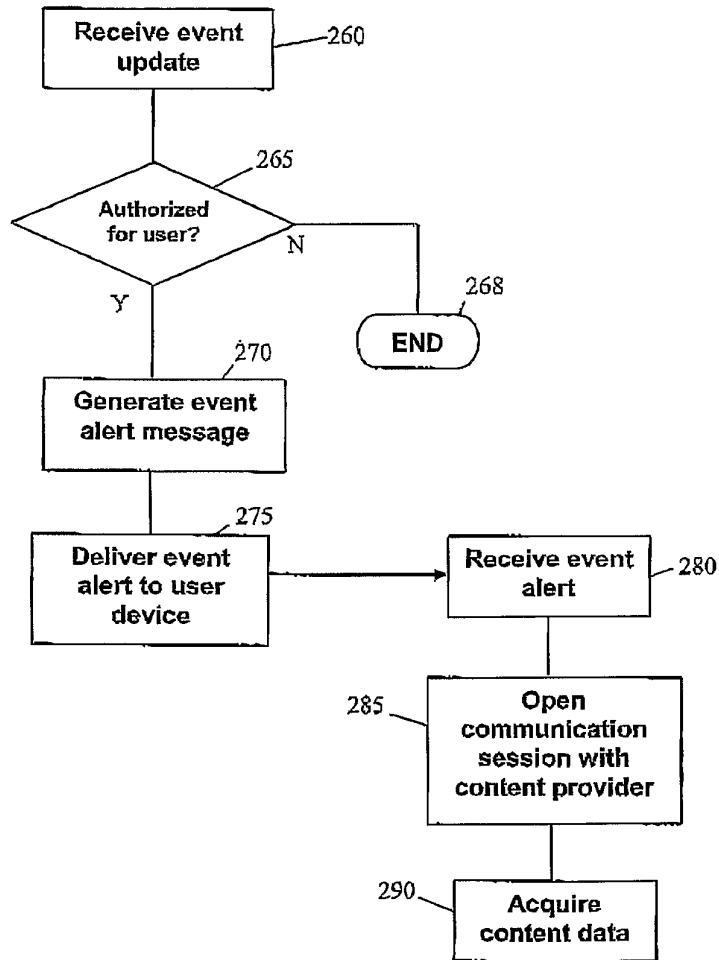 Receive event
update
260
265
Authorized
for user?
N
Y
268
END
270
Generate event
alert message
275
Deliver event
alert to user
device
Receive event
alert
280
285
Open
communication
session with
content provider
290
Acquire
content data